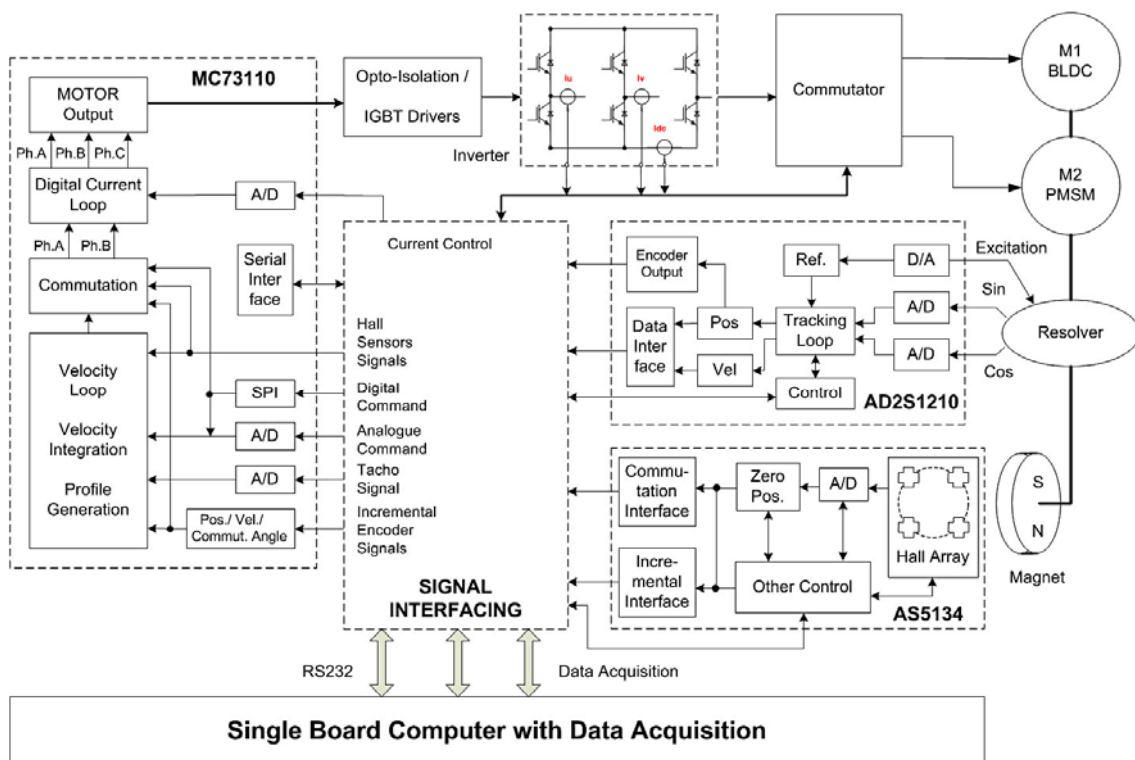 MC73110
MOTOR
Output
Ph.A
Ph.B
Ph.C
Digital Current
Loop
Ph.A
Ph.B
Commutation
Velocity
Loop
Velocity
Integration
Profile
Generation
A/D
Serial
Inter
face
SPI
A/D
A/D
Pos./ Vel./
Commut. Angle
Opto-Isolation /
IGBT Drivers
Inverter
Iu
Iv
Idc
Commutator
M1
BLDC
M2
PMSM
Current Control
Hall
Sensors
Signals
Digital
Command
Analogue
Command
Tacho
Signal
Incremental
Encoder
Signals
SIGNAL
INTERFACING
Encoder
Output
Ref.
D/A
Excitation
Sin
Data
Inter
face
Pos
Tracking
Loop
A/D
Resolver
Vel
A/D
Cos
Control
AD2S1210
Commu-
tation
Interface
Zero
Pos.
A/D
Hall Array
Incre-
mental
Interface
Other Control
AS5134
S
N
Magnet
RS232
Data Acquisition
Single Board Computer with Data Acquisition